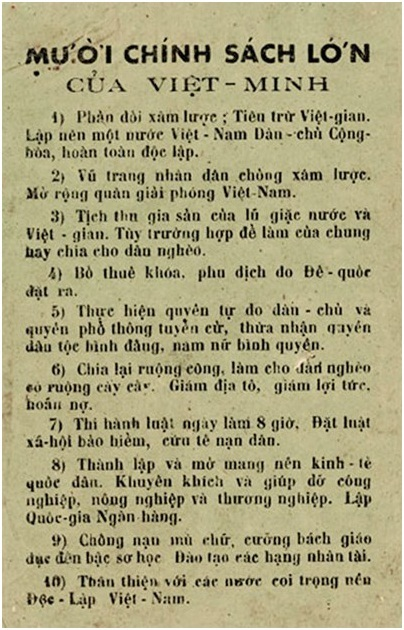 MƯỜI CHÍNH SÁCH LỚN
CỦA VIỆT - MINH
1) Phản đối xâm lược ; Tiêu trừ Việt-gian.
Lập nên một nước Việt - Nam Dân - chủ Cộng-
hòa, hoàn toàn độc lập.
2) Vũ trang nhân dân chống xâm lược.
Mở rộng quân giải phóng Việt-Nam.
3) Tịch thu gia sản của lũ giặc nước và
Việt - gian. Tùy trường hợp để làm của chung
hay chia cho dân nghèo.
4) Bỏ thuế khóa, phu dịch do Đế - quốc
đặt ra.
5) Thực hiện quyền tự do dân - chủ và
quyền phổ thông tuyển cử, thừa nhận quyền
dân tộc bình đẳng, nam nữ bình quyền.
6) Chia lại ruộng công, làm cho dân nghèo
có ruộng cày cấy. Giảm địa tô, giảm lợi tức,
hoãn nợ.
7) Thi hành luật ngày làm 8 giờ. Đặt luật
xã-hội bảo hiểm, cứu tế nạn dân.
8) Thành lập và mở mang nền kinh - tế
quốc dân. Khuyến khích và giúp đỡ công
nghiệp, nông nghiệp và thương nghiệp. Lập
Quốc-gia Ngân hàng.
9) Chống nạn mù chữ, cưỡng bách giáo
dục đến bậc sơ học Đào tạo các hạng nhân tài.
10) Thân thiện với các nước coi trọng nền
Độc - Lập Việt - Nam.